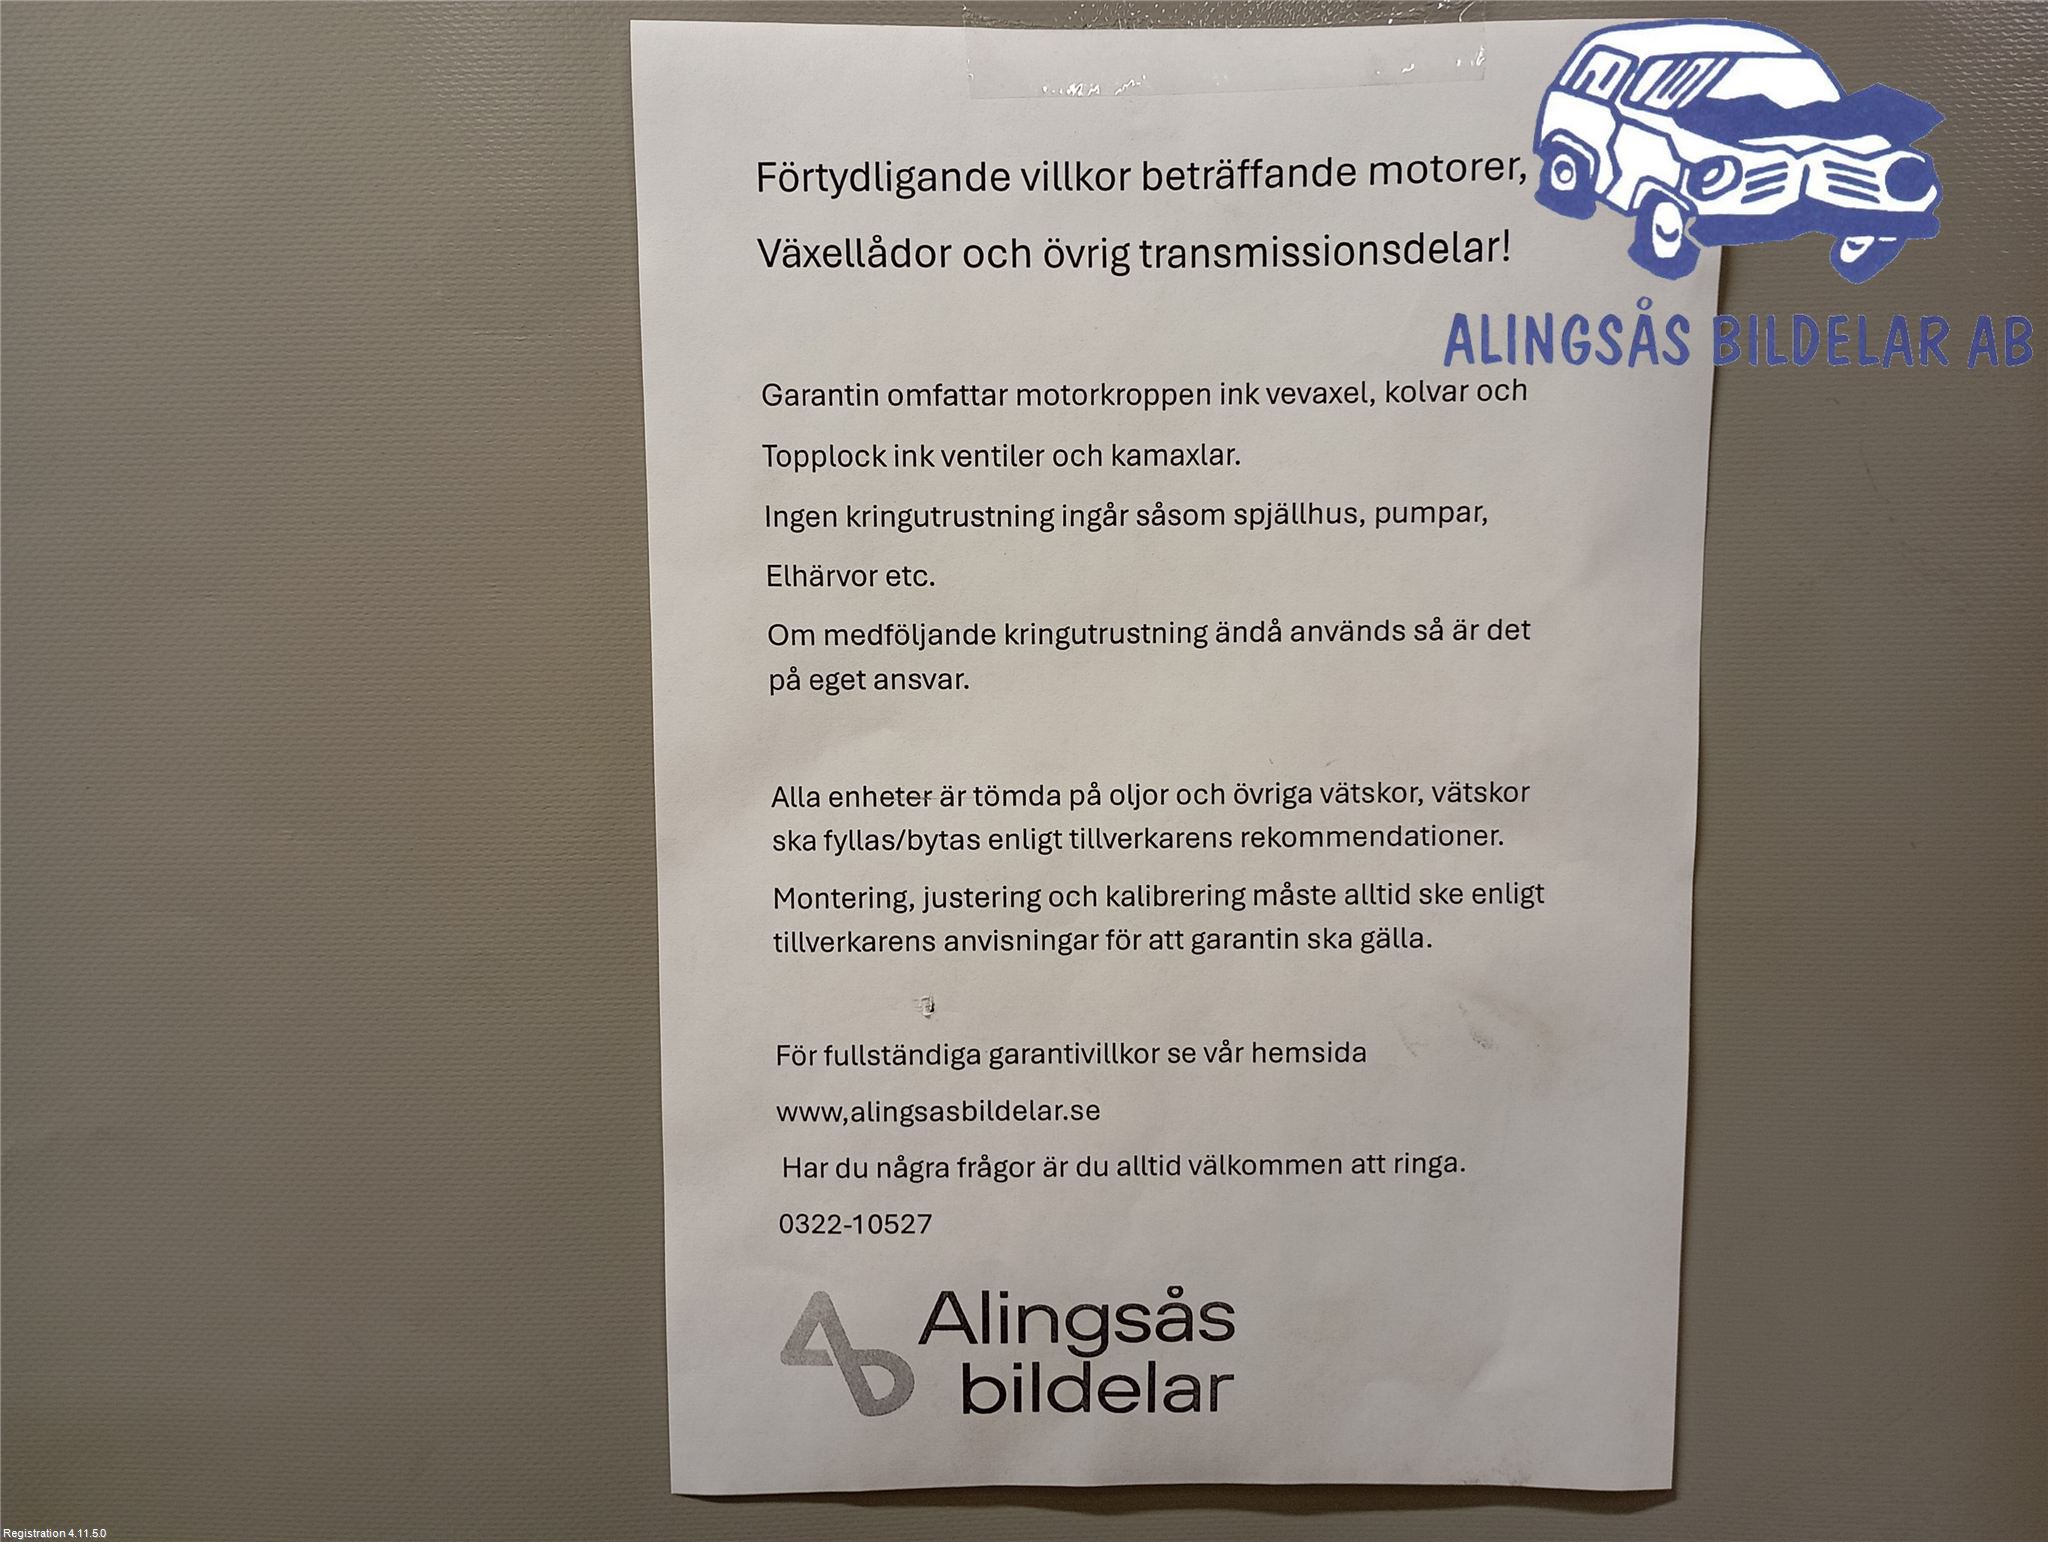 Förtydligande villkor beträffande motorer,
Växellådor och övrig transmissionsdelar!
ALINGSÅS BILDELAR AB
Garantin omfattar motorkroppen ink vevaxel, kolvar och
Topplock ink ventiler och kamaxlar.
Ingen kringutrustning ingår såsom spjällhus, pumpar,
Elhärvor etc.
Om medföljande kringutrustning ändå används så är det
på eget ansvar.
Alla enheter är tömda på oljor och övriga vätskor, vätskor
ska fyllas/bytas enligt tillverkarens rekommendationer.
Montering, justering och kalibrering måste alltid ske enligt
tillverkarens anvisningar för att garantin ska gälla.
För fullständiga garantivillkor se vår hemsida
www,alingsasbildelar.se
Har du några frågor är du alltid välkommen att ringa.
0322-10527
Alingsås
bildelar
Registration 4.11.5.0